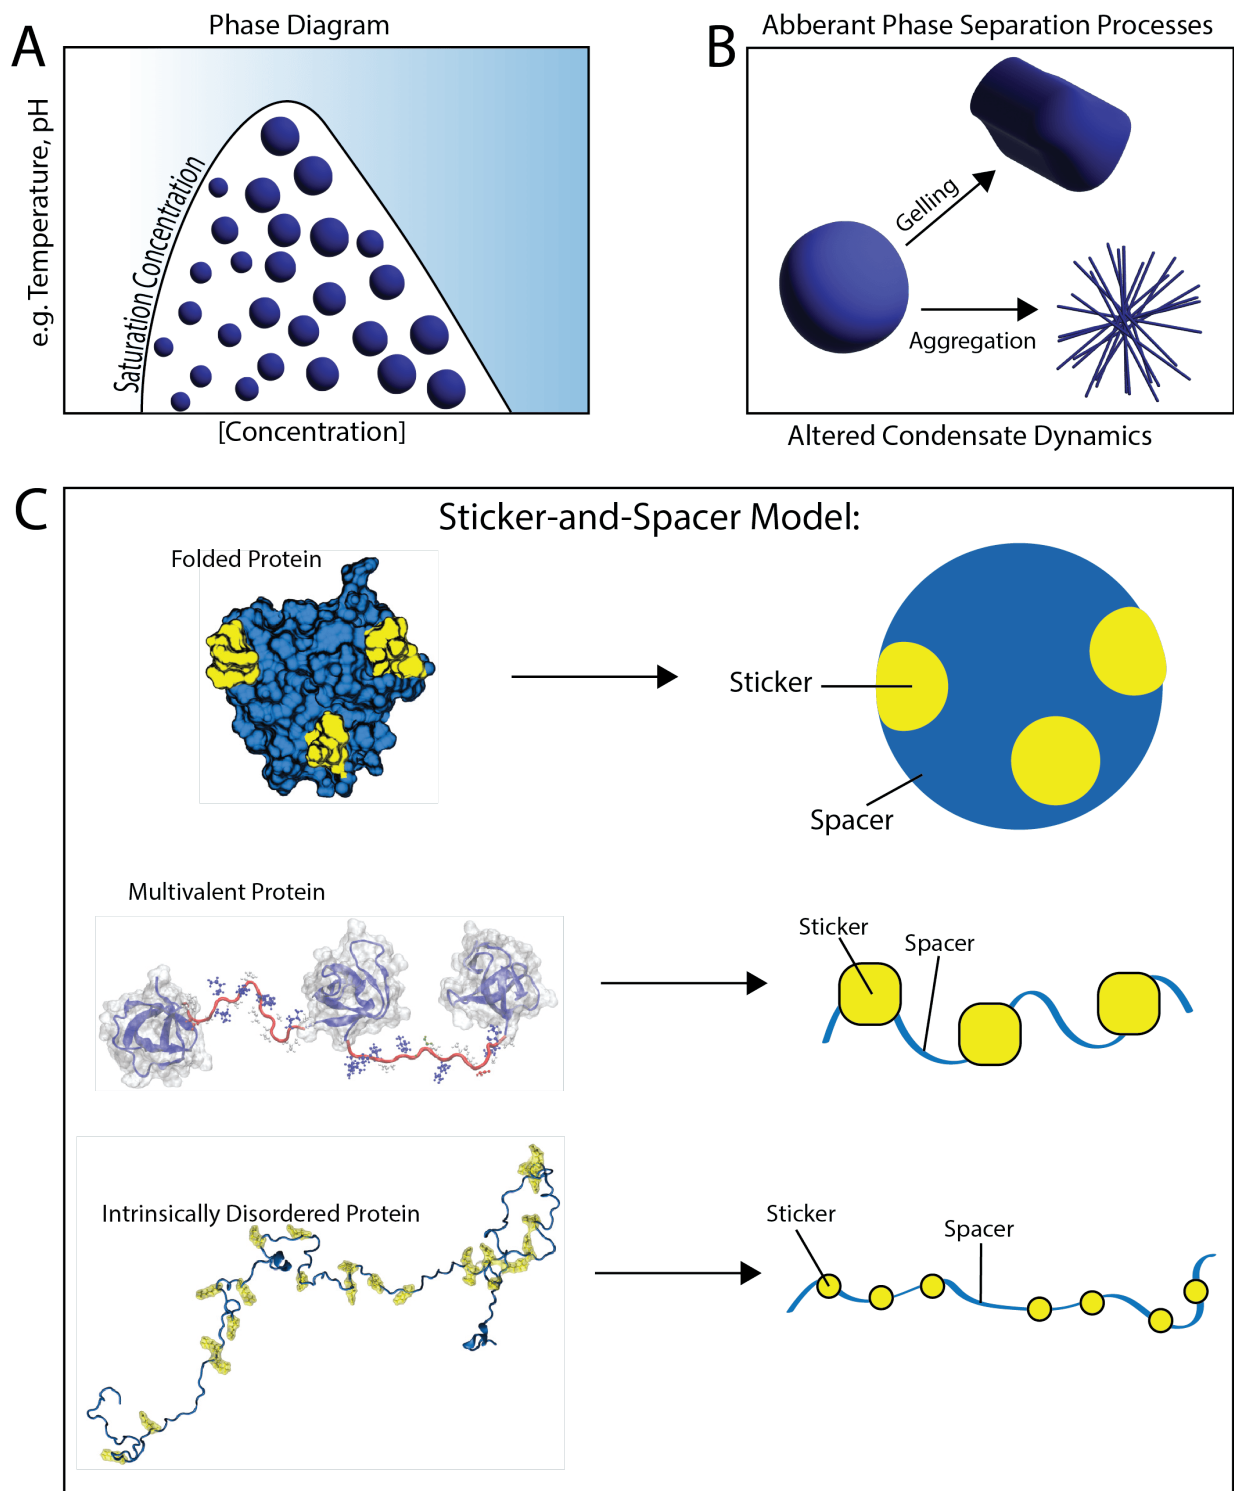 A
Phase Diagram
e.g. Temperature, pH
Saturation Concentration
[Concentration]
B
Abberant Phase Separation Processes
Gelling
Aggregation
Altered Condensate Dynamics
C
Sticker-and-Spacer Model:
Folded Protein
Sticker
Spacer
Multivalent Protein
Sticker
Spacer
Intrinsically Disordered Protein
Sticker
Spacer